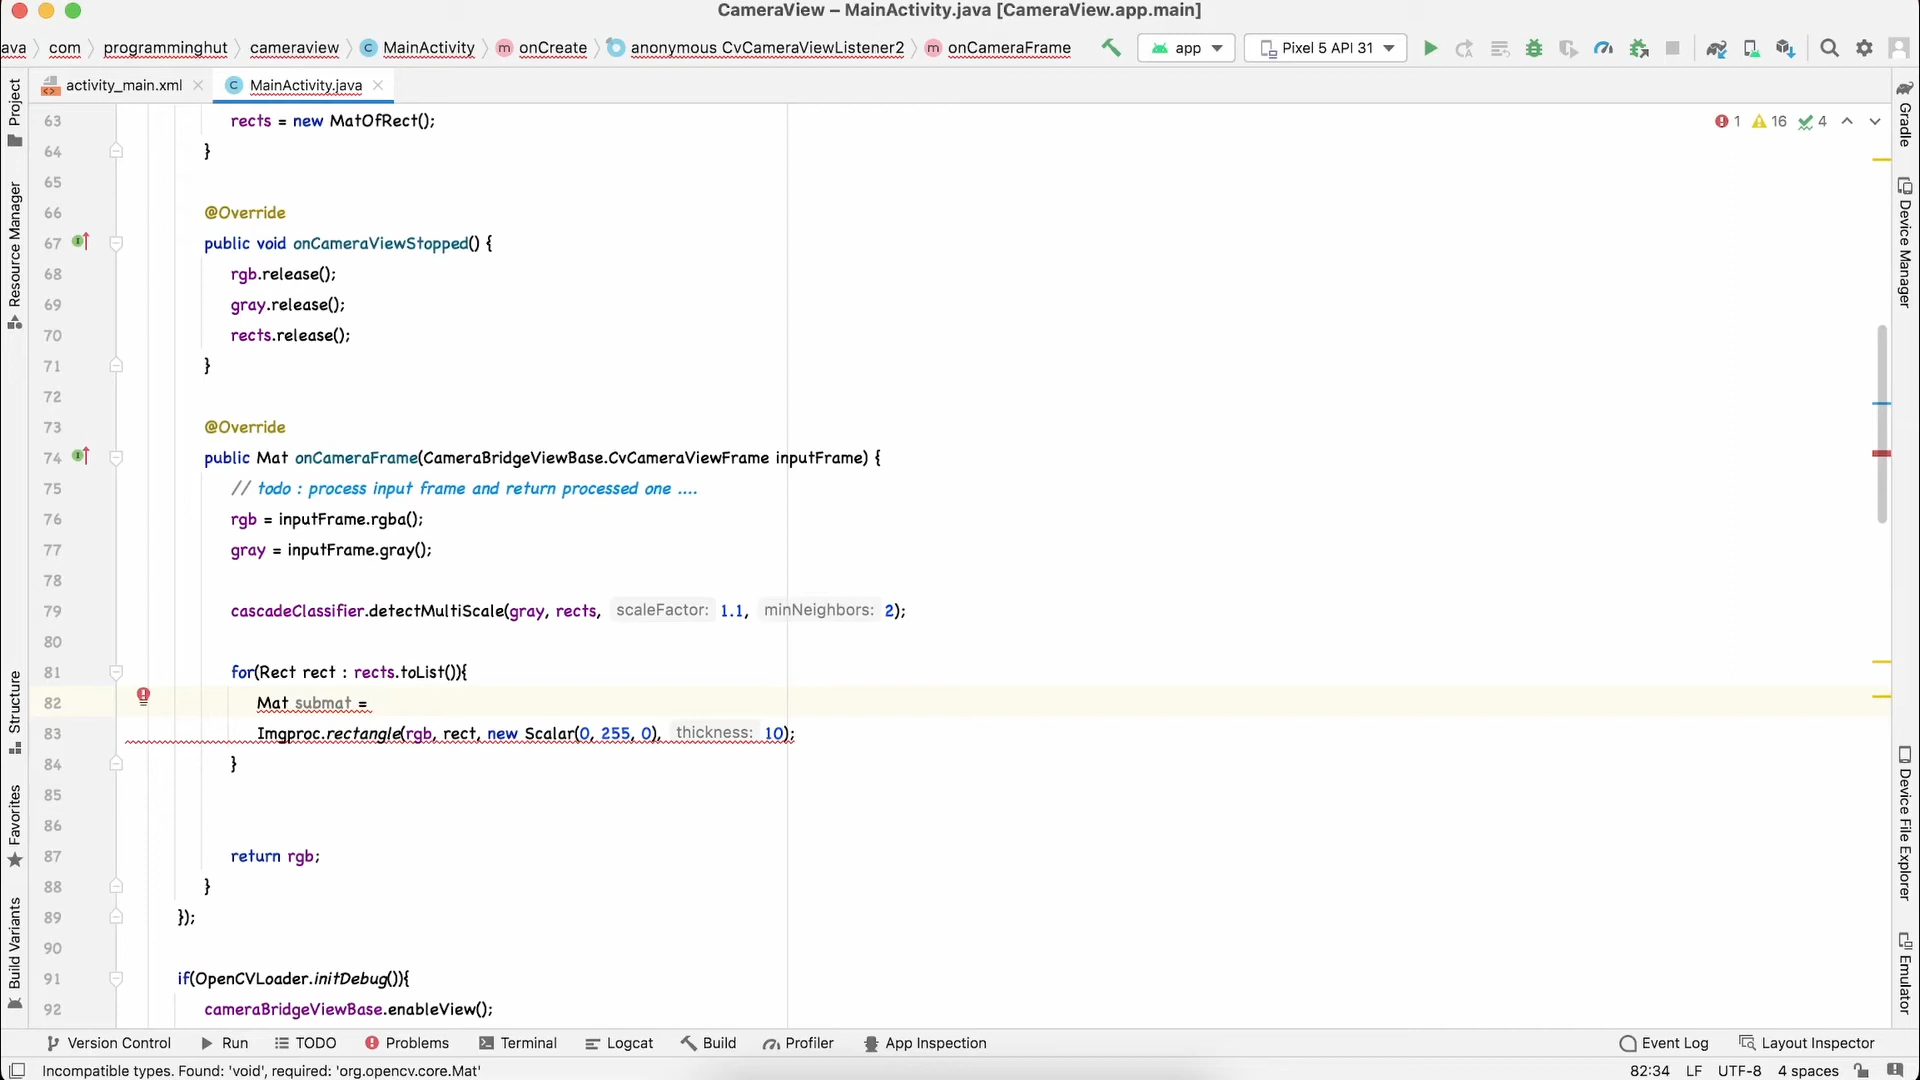 CameraView – MainActivity.java [CameraView.app.main]
ava com programminghut cameraview C MainActivity m onCreate anonymous CvCameraViewListener2 m onCameraFrame app Pixel 5 API 31
activity_main.xml C MainActivity.java
1 16 4
63 rects = new MatOfRect();
64 }
65
66 @Override
67 public void onCameraViewStopped() {
68 rgb.release();
69 gray.release();
70 rects.release();
71 }
72
73 @Override
74 public Mat onCameraFrame(CameraBridgeViewBase.CvCameraViewFrame inputFrame) {
75 // todo : process input frame and return processed one ....
76 rgb = inputFrame.rgba();
77 gray = inputFrame.gray();
78
79 cascadeClassifier.detectMultiScale(gray, rects, scaleFactor: 1.1, minNeighbors: 2);
80
81 for(Rect rect : rects.toList()){
82 Mat submat =
83 Imgproc.rectangle(rgb, rect, new Scalar(0, 255, 0), thickness: 10);
84 }
85
86
87 return rgb;
88 }
89 });
90
91 if(OpenCVLoader.initDebug()){
92 cameraBridgeViewBase.enableView();
Project
Resource Manager
Structure
Favorites
Build Variants
Gradle
Device Manager
Device File Explorer
Emulator
Version Control Run TODO Problems Terminal Logcat Build Profiler App Inspection Event Log Layout Inspector
Incompatible types. Found: 'void', required: 'org.opencv.core.Mat' 82:34 LF UTF-8 4 spaces